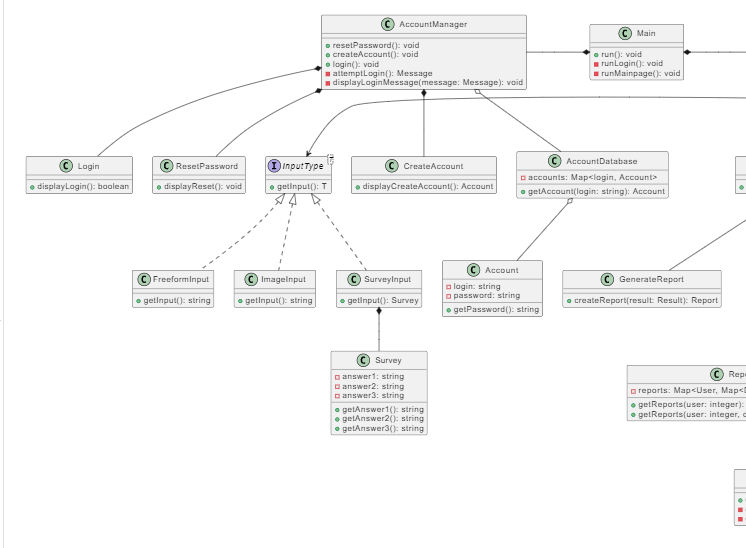 C AccountManager
resetPassword(): void
createAccount(): void
login(): void
attemptLogin(): Message
displayLoginMessage(message: Message): void
C Main
run(): void
runLogin(): void
runMainpage(): void
C Login
displayLogin(): boolean
C ResetPassword
displayReset(): void
I InputType
T
getInput(): T
C CreateAccount
displayCreateAccount(): Account
C AccountDatabase
accounts: Map<login, Account>
getAccount(login: string): Account
C FreeformInput
getInput(): string
C ImageInput
getInput(): string
C SurveyInput
getInput(): Survey
C Account
login: string
password: string
getPassword(): string
C GenerateReport
createReport(result: Result): Report
C Survey
answer1: string
answer2: string
answer3: string
getAnswer1(): string
getAnswer2(): string
getAnswer3(): string
C Rep
reports: Map<User, Map<
getReports(user: integer):
getReports(user: integer,